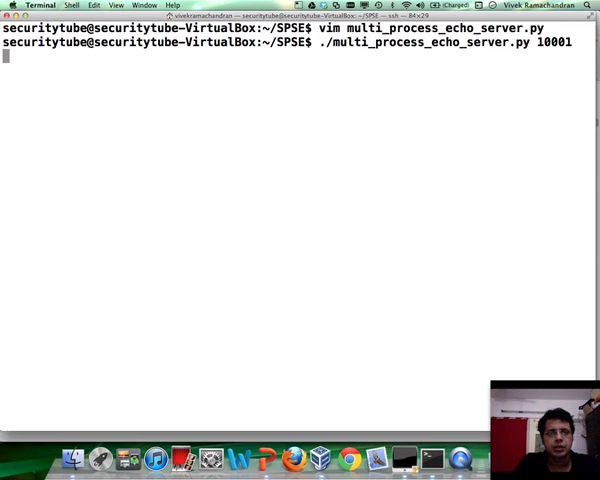 Terminal Shell Edit View Window Help (Charged) Vivek Ramachandran
vivekramachandran — securitytube@securitytube-VirtualBox: ~/SPSE — ssh — 84×29
securitytube@securitytube-VirtualBox:~/SPSE$ vim multi_process_echo_server.py
securitytube@securitytube-VirtualBox:~/SPSE$ ./multi_process_echo_server.py 10001